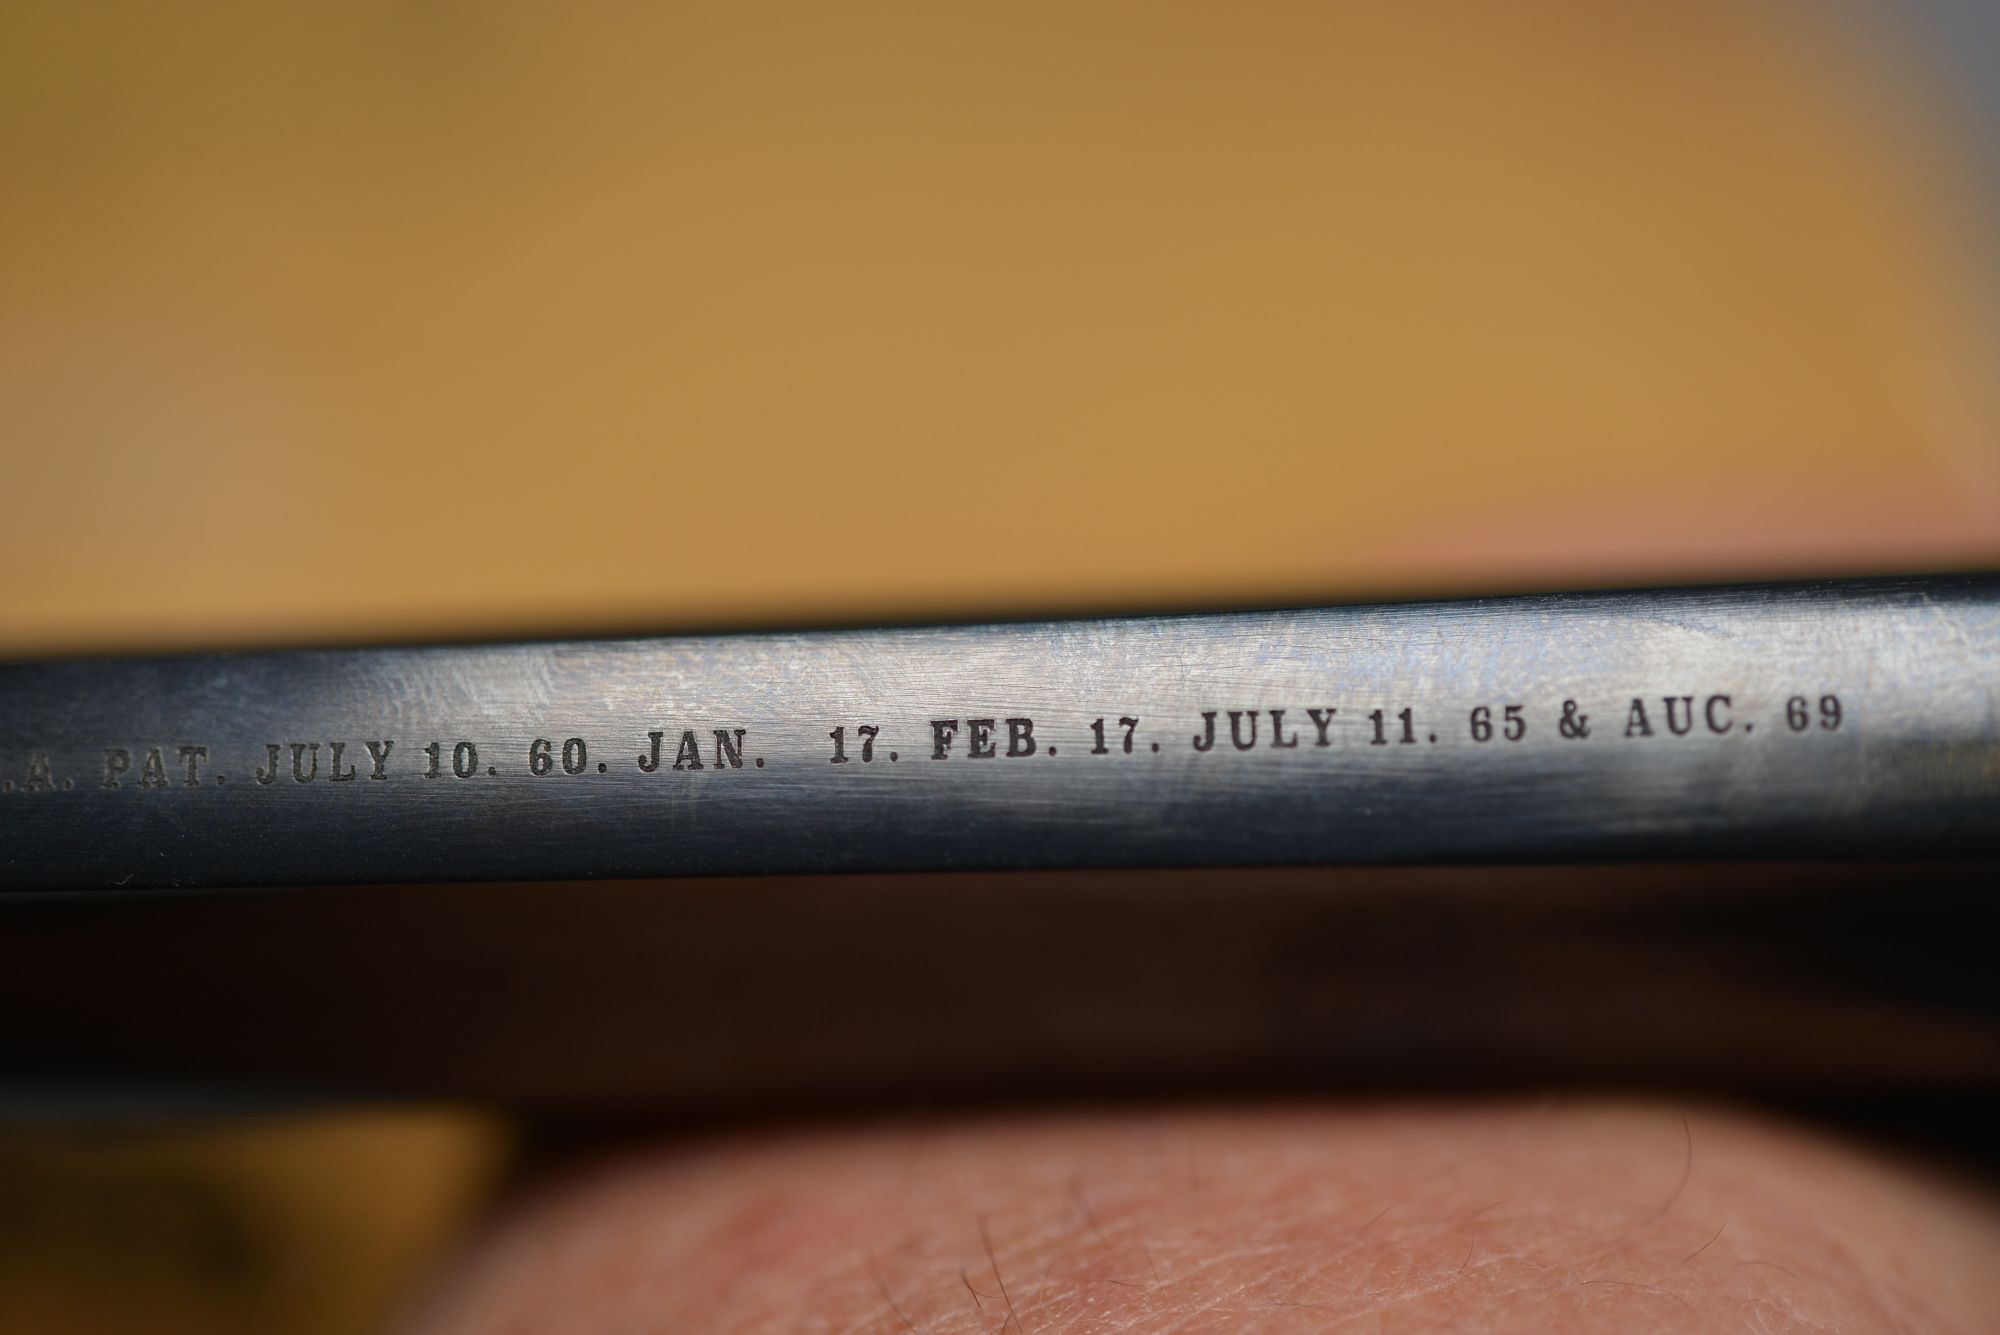 .A. PAT. JULY 10. 60. JAN. 17. FEB. 17. JULY 11. 65 & AUC. 69